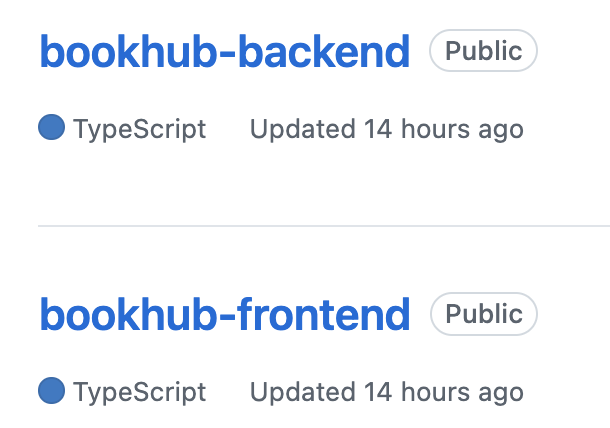 bookhub-backend Public
TypeScript Updated 14 hours ago
bookhub-frontend Public
TypeScript Updated 14 hours ago